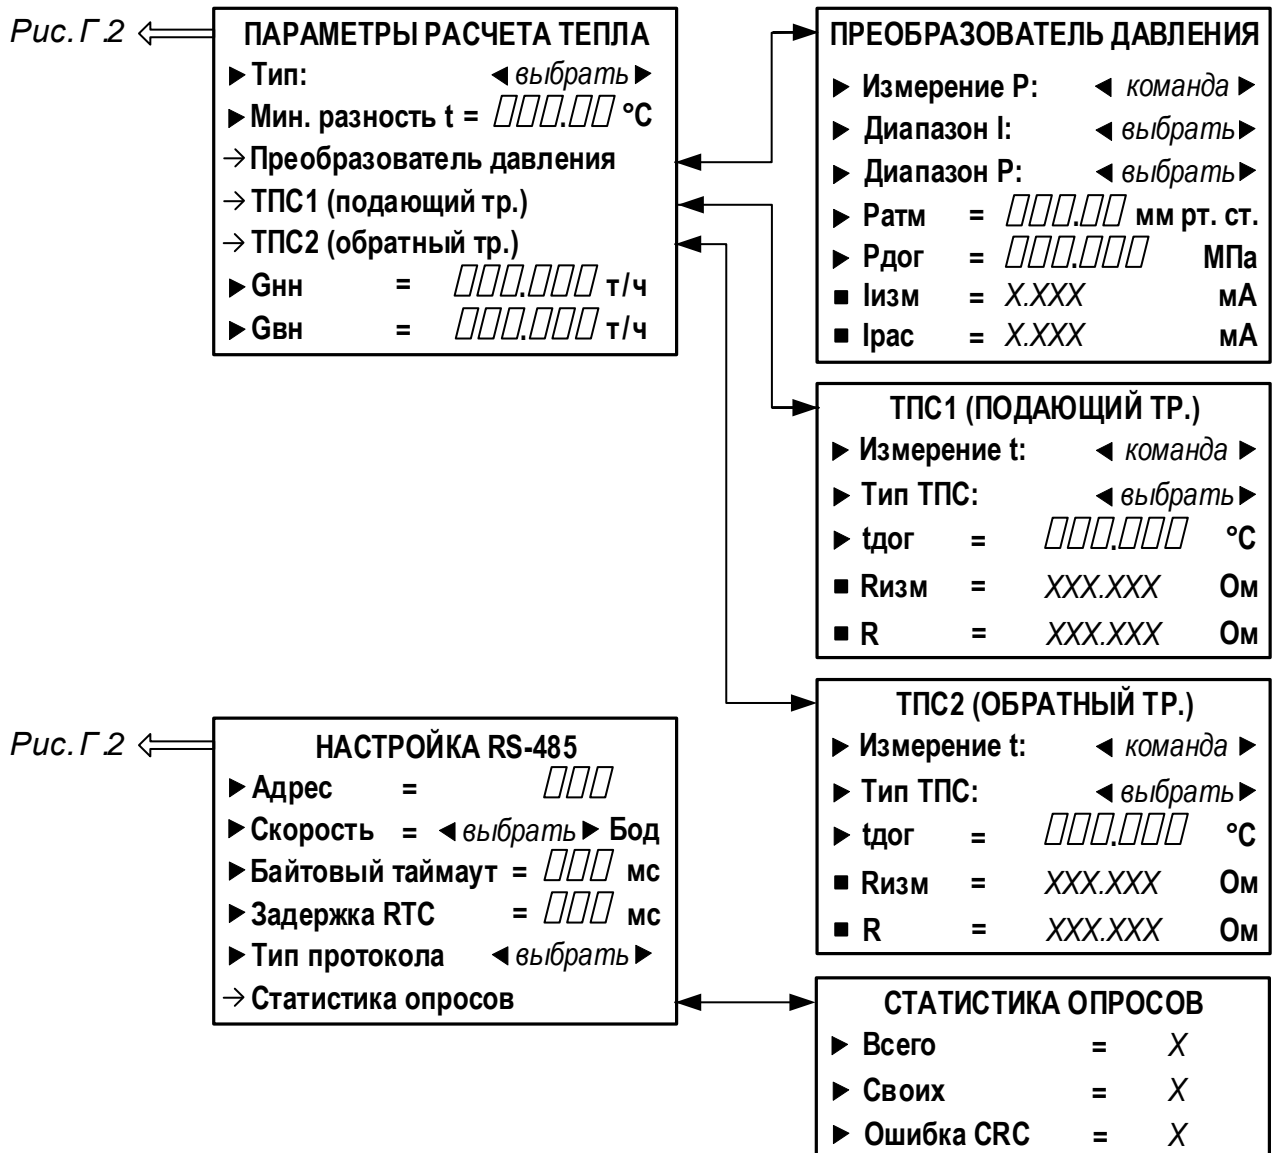 Рис. Г.2
ПАРАМЕТРЫ РАСЧЕТА ТЕПЛА
Тип: выбрать
Мин. разность t = . °C
Преобразователь давления
ТПС1 (подающий тр.)
ТПС2 (обратный тр.)
Gнн = . т/ч
Gвн = . т/ч
ПРЕОБРАЗОВАТЕЛЬ ДАВЛЕНИЯ
Измерение P: команда
Диапазон I: выбрать
Диапазон P: выбрать
Pатм = . мм рт. ст.
Pдог = . МПа
Iизм = X.XXX мА
Iрас = X.XXX мА
ТПС1 (ПОДАЮЩИЙ ТР.)
Измерение t: команда
Тип ТПС: выбрать
tдог = . °C
Rизм = XXX.XXX Ом
R = XXX.XXX Ом
ТПС2 (ОБРАТНЫЙ ТР.)
Измерение t: команда
Тип ТПС: выбрать
tдог = . °C
Rизм = XXX.XXX Ом
R = XXX.XXX Ом
Рис. Г.2
НАСТРОЙКА RS-485
Адрес =
Скорость = выбрать Бод
Байтовый таймаут = мс
Задержка RTC = мс
Тип протокола выбрать
Статистика опросов
СТАТИСТИКА ОПРОСОВ
Всего = X
Своих = X
Ошибка CRC = X